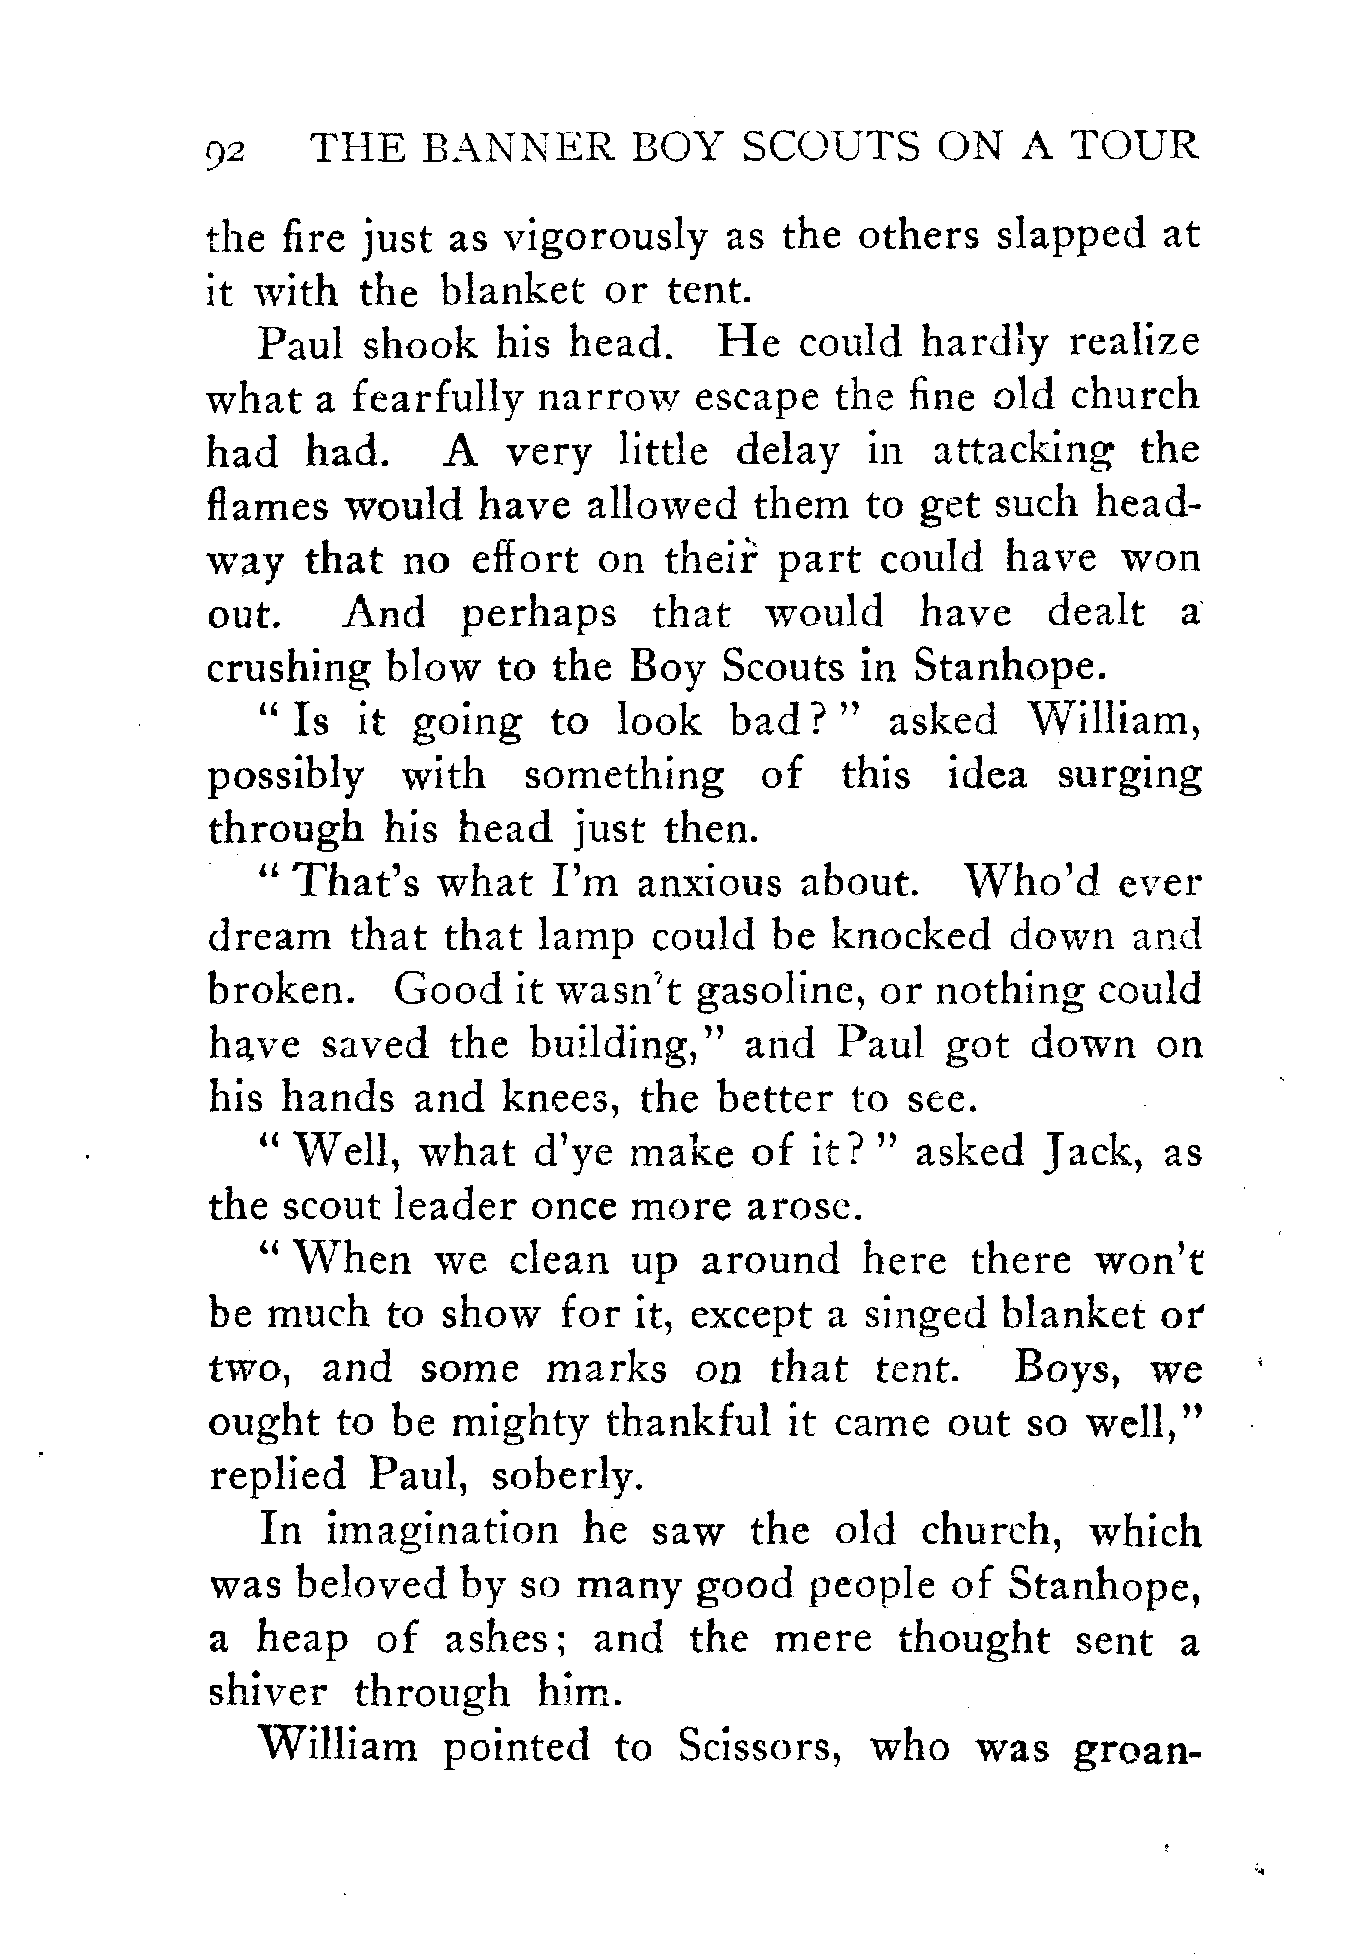 92 THE BANNER BOY SCOUTS ON A TOUR
the fire just as vigorously as the others slapped at
it with the blanket or tent.
Paul shook his head. He could hardly realize
what a fearfully narrow escape the fine old church
had had. A very little delay in attacking the
flames would have allowed them to get such head-
way that no effort on their part could have won
out. And perhaps that would have dealt a
crushing blow to the Boy Scouts in Stanhope.
" Is it going to look bad? " asked William,
possibly with something of this idea surging
through his head just then.
" That's what I'm anxious about. Who'd ever
dream that that lamp could be knocked down and
broken. Good it wasn't gasoline, or nothing could
have saved the building," and Paul got down on
his hands and knees, the better to see.
" Well, what d'ye make of it? " asked Jack, as
the scout leader once more arose.
" When we clean up around here there won't
be much to show for it, except a singed blanket or
two, and some marks on that tent. Boys, we
ought to be mighty thankful it came out so well,"
replied Paul, soberly.
In imagination he saw the old church, which
was beloved by so many good people of Stanhope,
a heap of ashes; and the mere thought sent a
shiver through him.
William pointed to Scissors, who was groan-